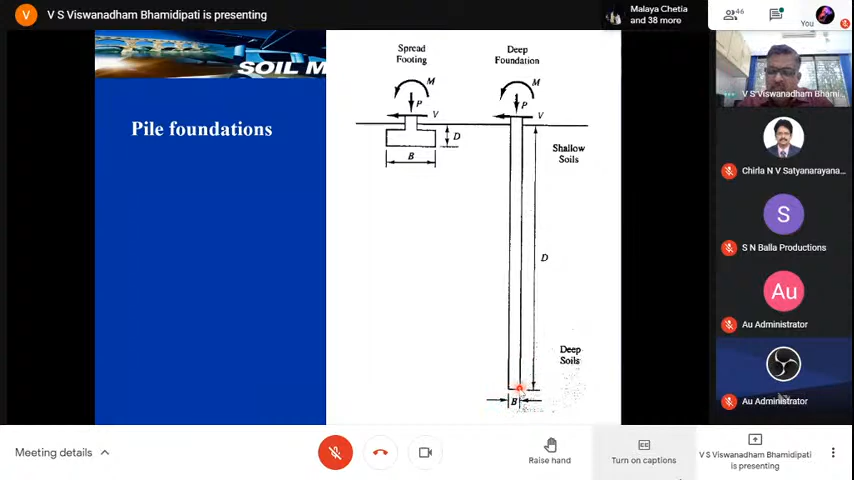 V
V S Viswanadham Bhamidipati is presenting
Malaya Chetia
and 38 more
46
You
SOIL M
Pile foundations
Spread
Footing
Deep
Foundation
M
P
V
D
B
M
P
V
Shallow
Soils
D
Deep
Soils
B
V S Viswanadham Bhami...
Chirla N V Satyanarayana...
S
S N Balla Productions
Au
Au Administrator
Au Administrator
Meeting details
Raise hand
Turn on captions
V S Viswanadham Bhamidipati
is presenting